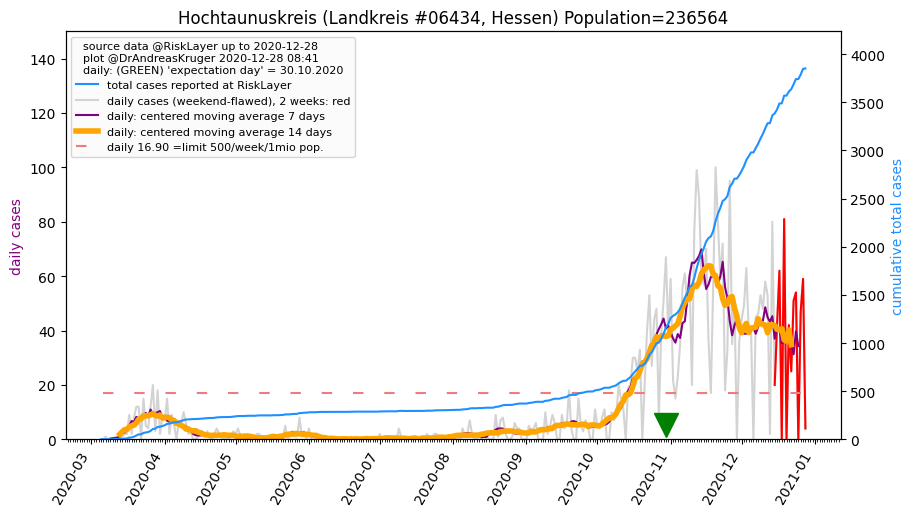 Hochtaunuskreis (Landkreis #06434, Hessen) Population=236564
source data @RiskLayer up to 2020-12-28
plot @DrAndreasKruger 2020-12-28 08:41
daily: (GREEN) 'expectation day' = 30.10.2020
total cases reported at RiskLayer
daily cases (weekend-flawed), 2 weeks: red
daily: centered moving average 7 days
daily: centered moving average 14 days
daily 16.90 =limit 500/week/1mio pop.
daily cases
140
120
100
80
60
40
20
0
cumulative total cases
4000
3500
3000
2500
2000
1500
1000
500
0
2020-03
2020-04
2020-05
2020-06
2020-07
2020-08
2020-09
2020-10
2020-11
2020-12
2021-01